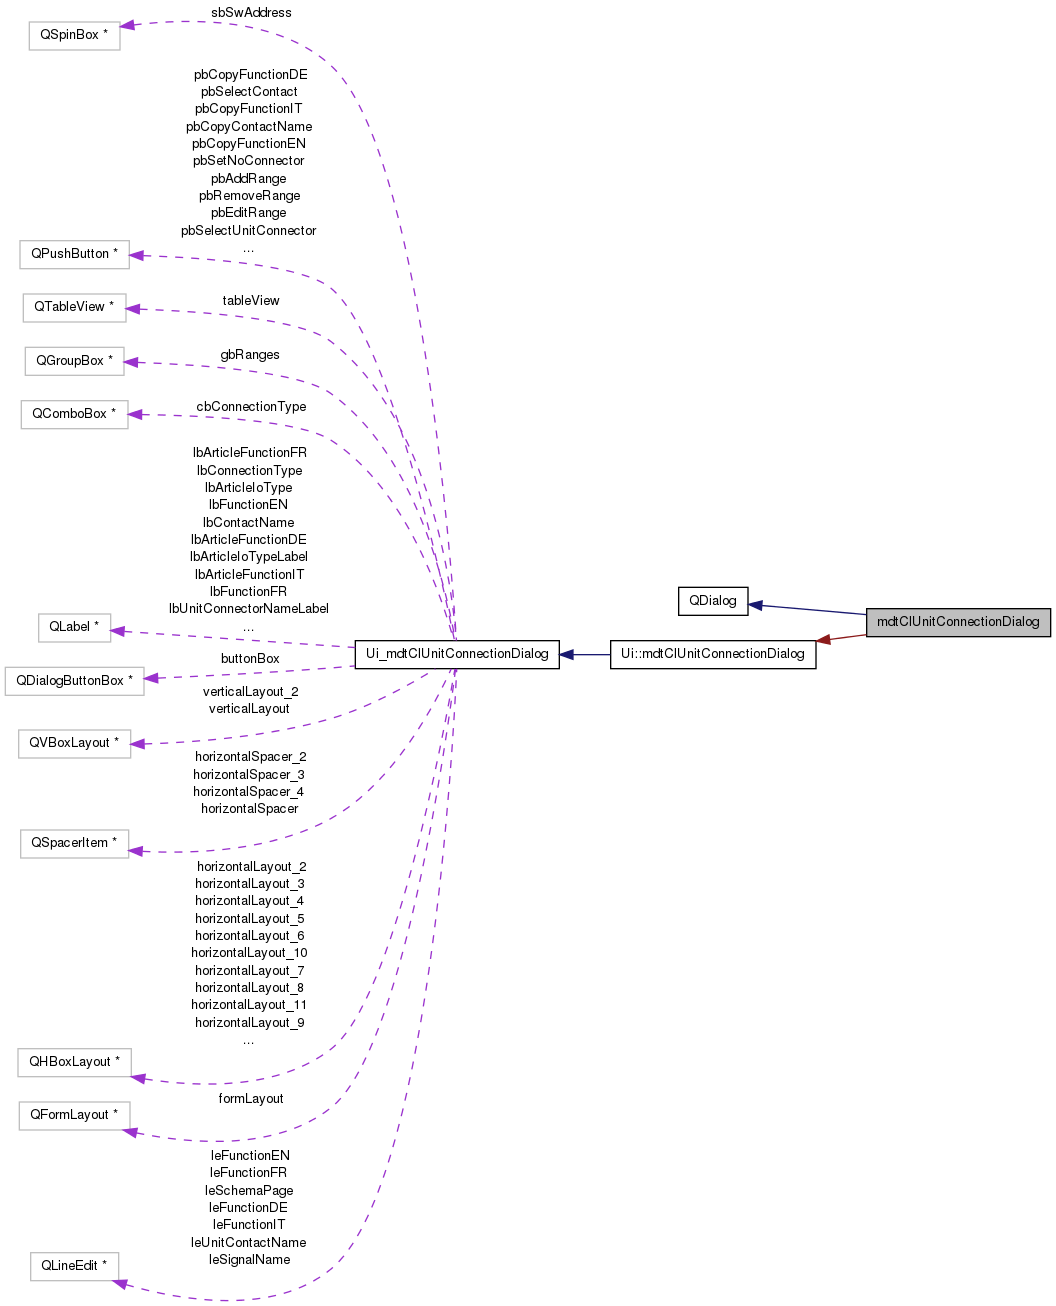 sbSwAddress
QSpinBox *
pbCopyFunctionDE
pbSelectContact
pbCopyFunctionIT
pbCopyContactName
pbCopyFunctionEN
pbSetNoConnector
pbAddRange
pbRemoveRange
pbEditRange
pbSelectUnitConnector
...
QPushButton *
tableView
QTableView *
gbRanges
QGroupBox *
cbConnectionType
QComboBox *
lbArticleFunctionFR
lbConnectionType
lbArticleIoType
lbFunctionEN
lbContactName
lbArticleFunctionDE
lbArticleIoTypeLabel
lbArticleFunctionIT
lbFunctionFR
lbUnitConnectorNameLabel
...
QLabel *
QDialog
mdtClUnitConnectionDialog
Ui_mdtClUnitConnectionDialog
Ui::mdtClUnitConnectionDialog
buttonBox
QDialogButtonBox *
verticalLayout_2
verticalLayout
QVBoxLayout *
horizontalSpacer_2
horizontalSpacer_3
horizontalSpacer_4
horizontalSpacer
QSpacerItem *
horizontalLayout_2
horizontalLayout_3
horizontalLayout_4
horizontalLayout_5
horizontalLayout_6
horizontalLayout_10
horizontalLayout_7
horizontalLayout_8
horizontalLayout_11
horizontalLayout_9
...
QHBoxLayout *
formLayout
QFormLayout *
leFunctionEN
leFunctionFR
leSchemaPage
leFunctionDE
leFunctionIT
leUnitContactName
leSignalName
QLineEdit *